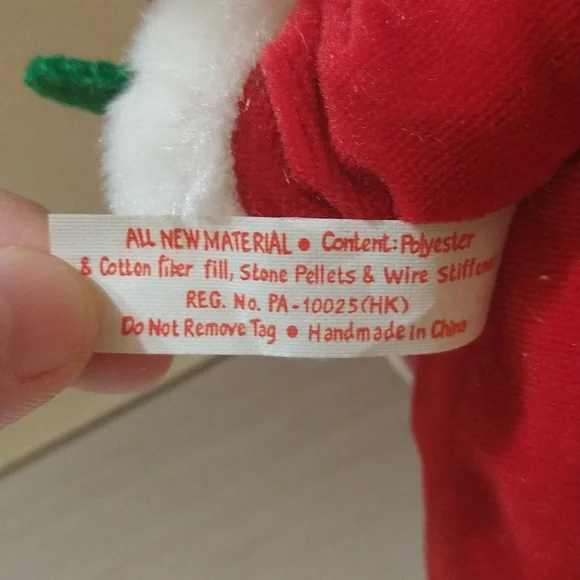 ALL NEW MATERIAL ● Content: Polyester
& Cotton fiber fill, Stone Pellets & Wire
REG. No. PA-10025(HK)
Do Not Remove Tag ● Handmade in China